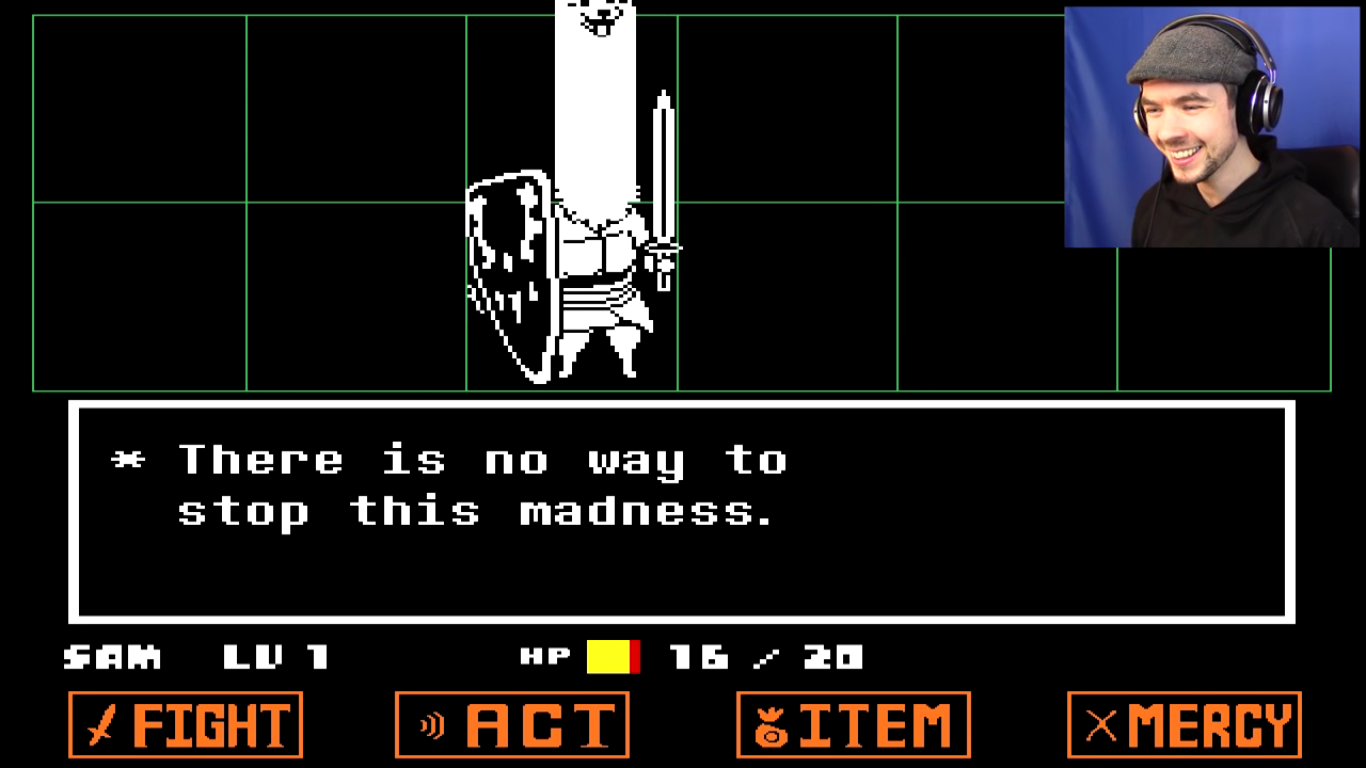 * There is no way to
stop this madness.
SAM LV 1 HP 16 / 20
FIGHT ACT ITEM MERCY